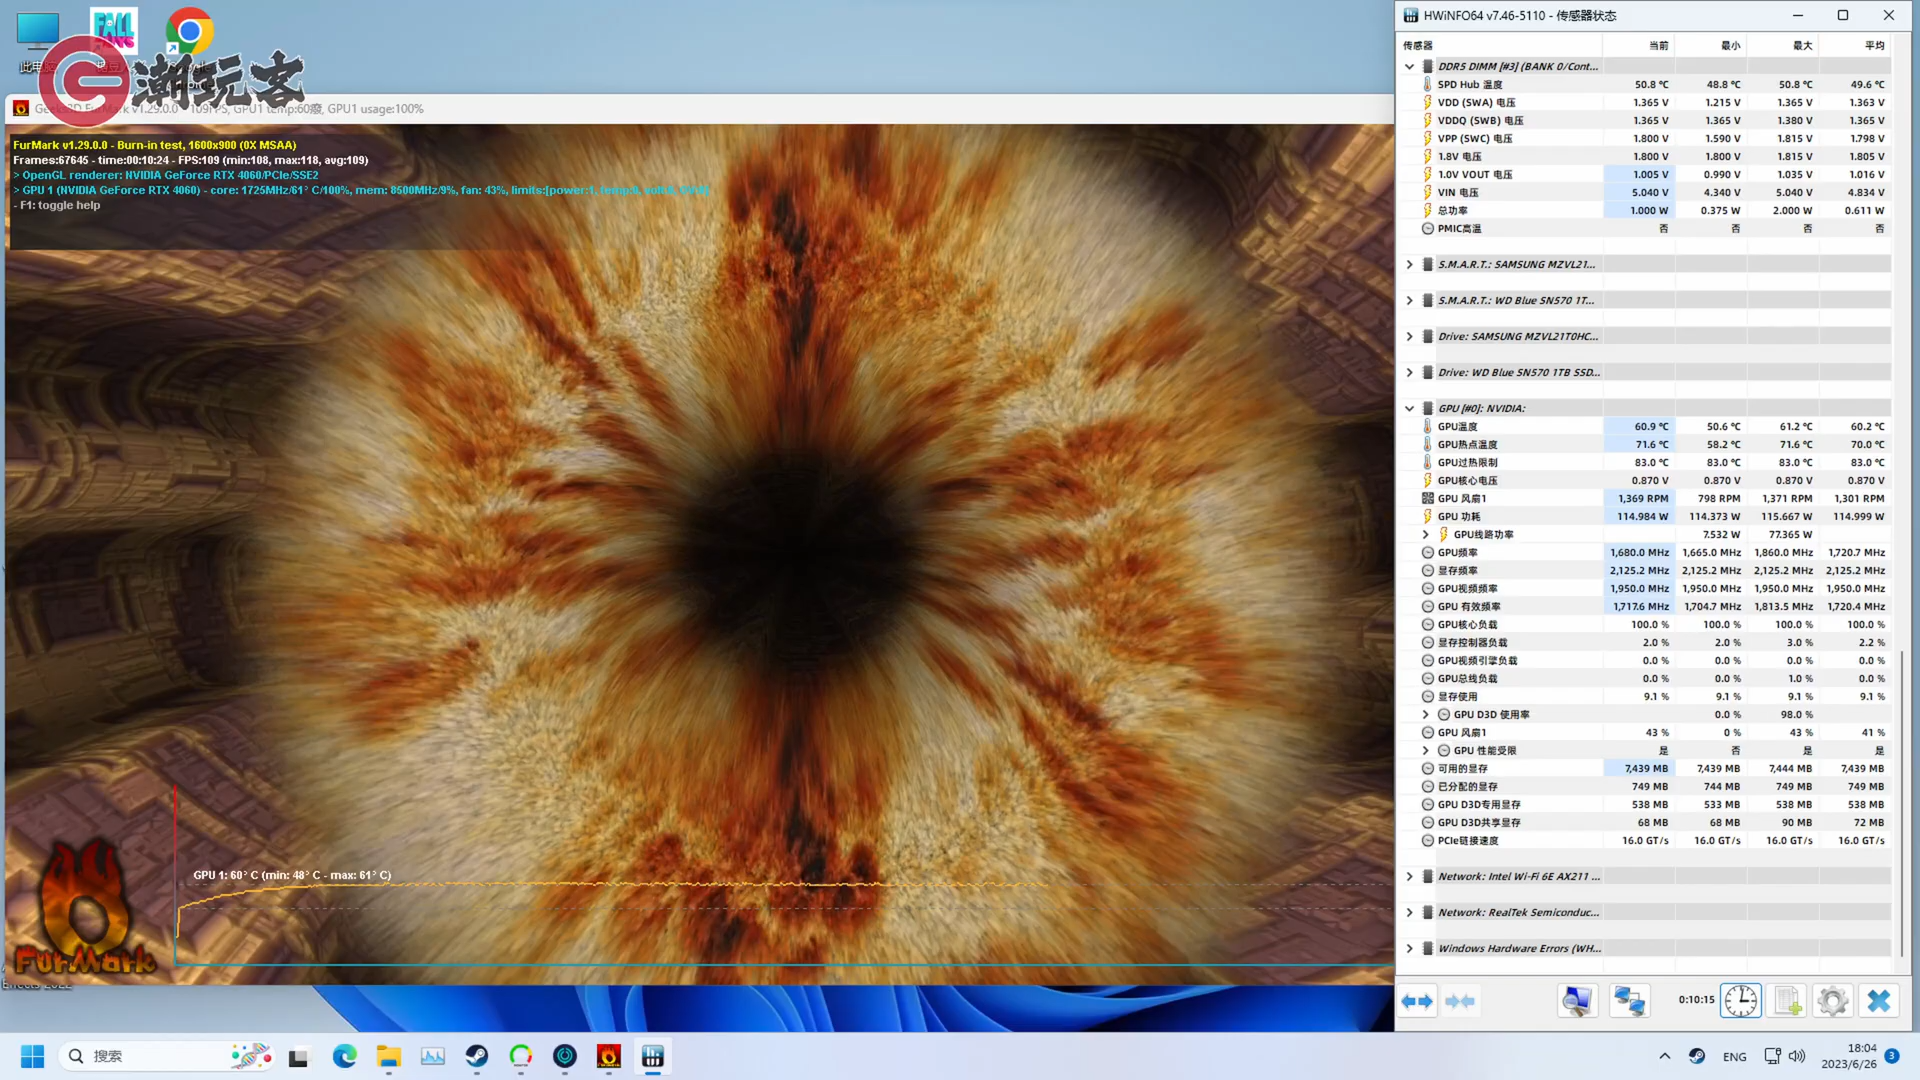 FALL
潮玩客
Geeks3D FurMark v1.29.0.0 - 109FPS, GPU1 temp:60癈, GPU1 usage:100%
FurMark v1.29.0.0 - Burn-in test, 1600x900 (0X MSAA)
Frames:67645 - time:00:10:24 - FPS:109 (min:108, max:118, avg:109)
> OpenGL renderer: NVIDIA GeForce RTX 4060/PCIe/SSE2
> GPU 1 (NVIDIA GeForce RTX 4060) - core: 1725MHz/61° C/100%, mem: 8500MHz/9%, fan: 43%, limits:[power:1, temp:0,
- F1: toggle help
GPU 1: 60° C (min: 48° C - max: 61° C)
FurMark
Effects 2022
HWiNFO64 v7.46-5110 - 传感器状态
传感器 当前 最小 最大 平均
DDR5 DIMM [#3] (BANK 0/Cont...
SPD Hub 温度 50.8 °C 48.8 °C 50.8 °C 49.6 °C
VDD (SWA) 电压 1.365 V 1.215 V 1.365 V 1.363 V
VDDQ (SWB) 电压 1.365 V 1.365 V 1.380 V 1.365 V
VPP (SWC) 电压 1.800 V 1.590 V 1.815 V 1.798 V
1.8V 电压 1.800 V 1.800 V 1.815 V 1.805 V
1.0V VOUT 电压 1.005 V 0.990 V 1.035 V 1.016 V
VIN 电压 5.040 V 4.340 V 5.040 V 4.834 V
总功率 1.000 W 0.375 W 2.000 W 0.611 W
PMIC高温 否 否 否 否
S.M.A.R.T.: SAMSUNG MZVL21...
S.M.A.R.T.: WD Blue SN570 1T...
Drive: SAMSUNG MZVL21T0HC...
Drive: WD Blue SN570 1TB SSD...
GPU [#0]: NVIDIA:
GPU温度 60.9 °C 50.6 °C 61.2 °C 60.2 °C
GPU热点温度 71.6 °C 58.2 °C 71.6 °C 70.0 °C
GPU过热限制 83.0 °C 83.0 °C 83.0 °C 83.0 °C
GPU核心电压 0.870 V 0.870 V 0.870 V 0.870 V
GPU 风扇1 1,369 RPM 798 RPM 1,371 RPM 1,301 RPM
GPU 功耗 114.984 W 114.373 W 115.667 W 114.999 W
GPU线路功率 7.532 W 77.365 W
GPU频率 1,680.0 MHz 1,665.0 MHz 1,860.0 MHz 1,720.7 MHz
显存频率 2,125.2 MHz 2,125.2 MHz 2,125.2 MHz 2,125.2 MHz
GPU视频频率 1,950.0 MHz 1,950.0 MHz 1,950.0 MHz 1,950.0 MHz
GPU 有效频率 1,717.6 MHz 1,704.7 MHz 1,813.5 MHz 1,720.4 MHz
GPU核心负载 100.0 % 100.0 % 100.0 % 100.0 %
显存控制器负载 2.0 % 2.0 % 3.0 % 2.2 %
GPU视频引擎负载 0.0 % 0.0 % 0.0 % 0.0 %
GPU总线负载 0.0 % 0.0 % 1.0 % 0.0 %
显存使用 9.1 % 9.1 % 9.1 % 9.1 %
GPU D3D 使用率 0.0 % 98.0 %
GPU 风扇1 43 % 0 % 43 % 41 %
GPU 性能受限 是 否 是 是
可用的显存 7,439 MB 7,439 MB 7,444 MB 7,439 MB
已分配的显存 749 MB 744 MB 749 MB 749 MB
GPU D3D专用显存 538 MB 533 MB 538 MB 538 MB
GPU D3D共享显存 68 MB 68 MB 90 MB 72 MB
PCIe链接速度 16.0 GT/s 16.0 GT/s 16.0 GT/s 16.0 GT/s
Network: Intel Wi-Fi 6E AX211 ...
Network: RealTek Semiconduc...
Windows Hardware Errors (WH...
0:10:15
搜索
ENG
18:04
2023/6/26
3